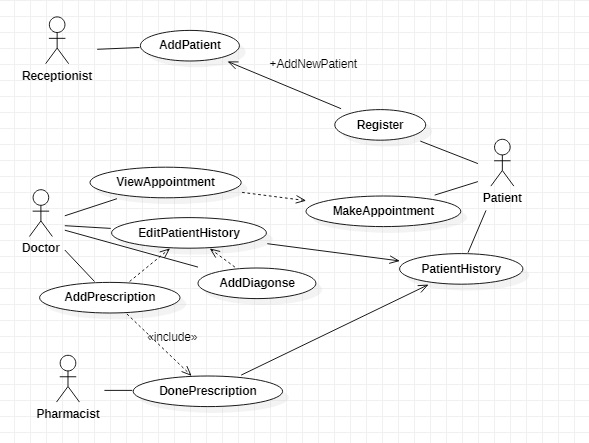 AddPatient
+AddNewPatient
Receptionist
Register
ViewAppointment
Patient
MakeAppointment
EditPatientHistory
Doctor
PatientHistory
AddDiagonse
AddPrescription
«include»
DonePrescription
Pharmacist